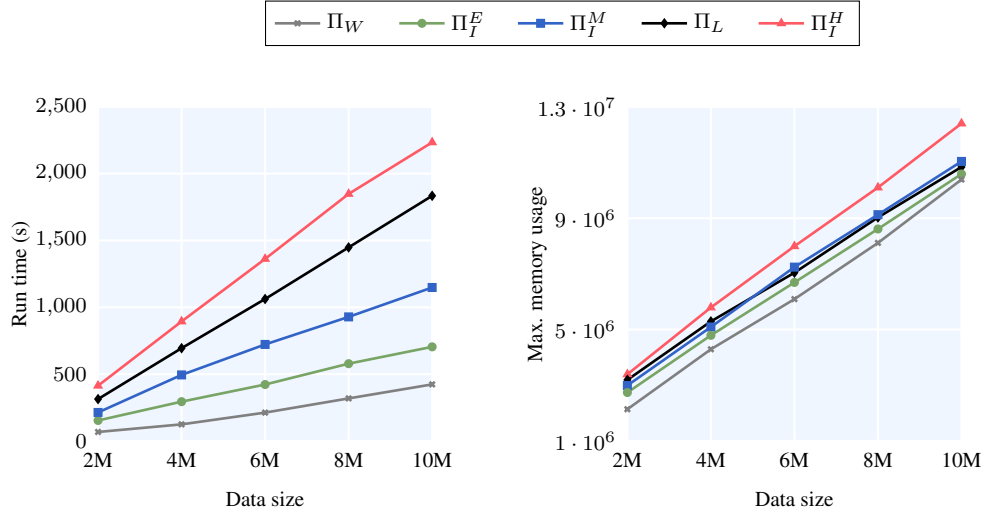 Π_W Π_I^E Π_I^M Π_L Π_I^H
Run time (s)
2,500
2,000
1,500
1,000
500
0
2M 4M 6M 8M 10M
Data size
Max. memory usage
1.3 · 10^7
9 · 10^6
5 · 10^6
1 · 10^6
2M 4M 6M 8M 10M
Data size